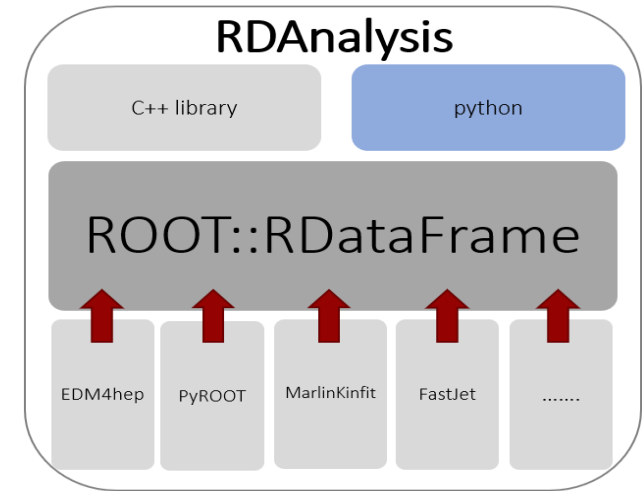 RDAnalysis
C++ library
python
ROOT::RDataFrame
EDM4hep
PyROOT
MarlinKinfit
FastJet
.......